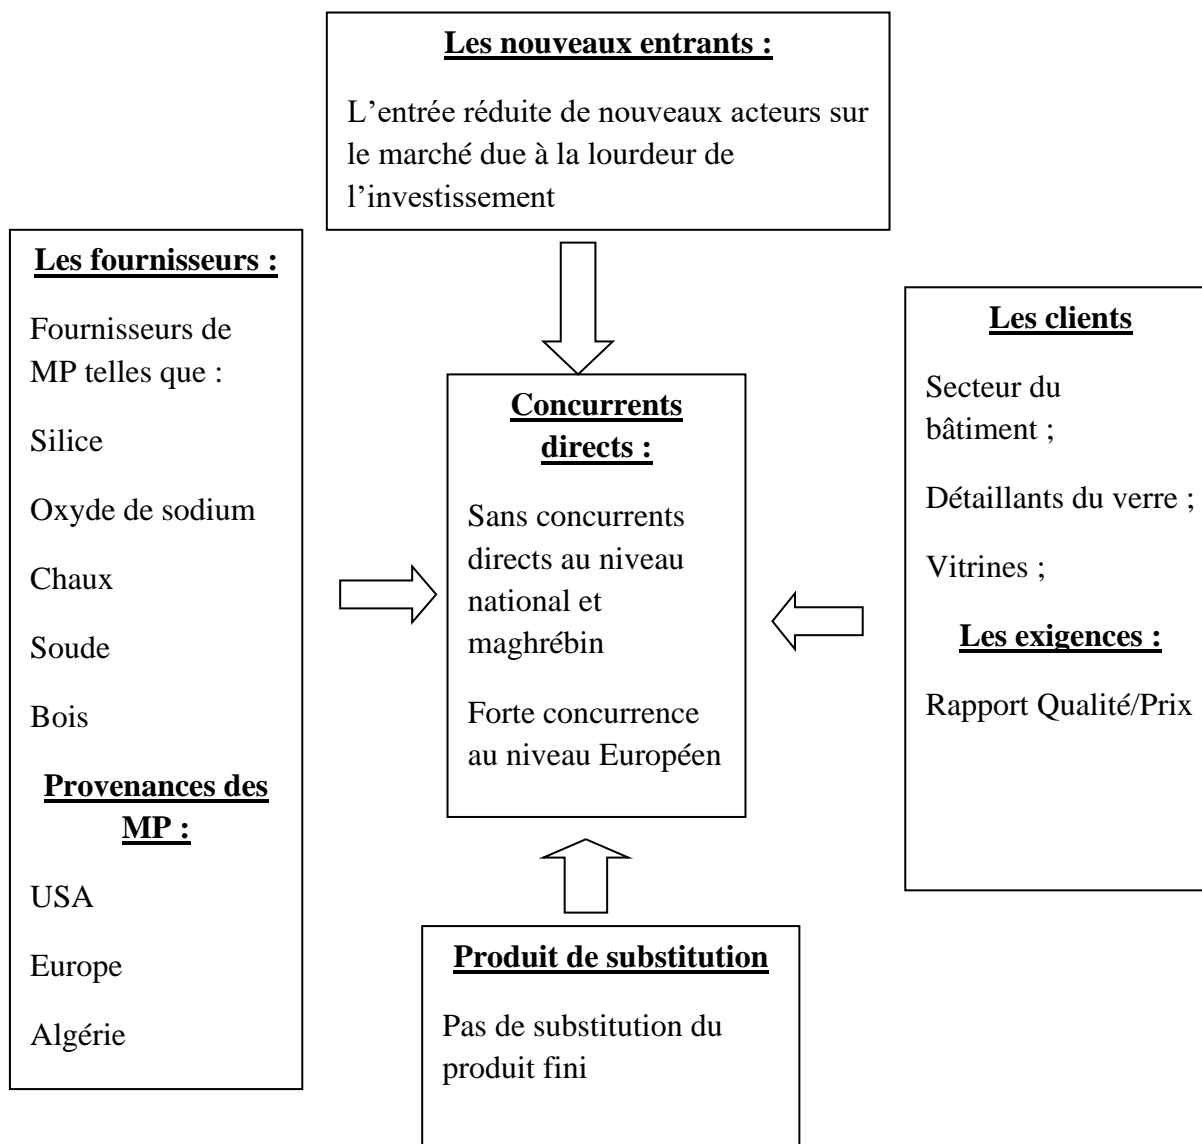 Les nouveaux entrants :
L’entrée réduite de nouveaux acteurs sur
le marché due à la lourdeur de
l’investissement
Les fournisseurs :
Fournisseurs de
MP telles que :
Silice
Oxyde de sodium
Chaux
Soude
Bois
Provenances des
MP :
USA
Europe
Algérie
Concurrents
directs :
Sans concurrents
directs au niveau
national et
maghrébin
Forte concurrence
au niveau Européen
Les clients
Secteur du
bâtiment ;
Détaillants du verre ;
Vitrines ;
Les exigences :
Rapport Qualité/Prix
Produit de substitution
Pas de substitution du
produit fini